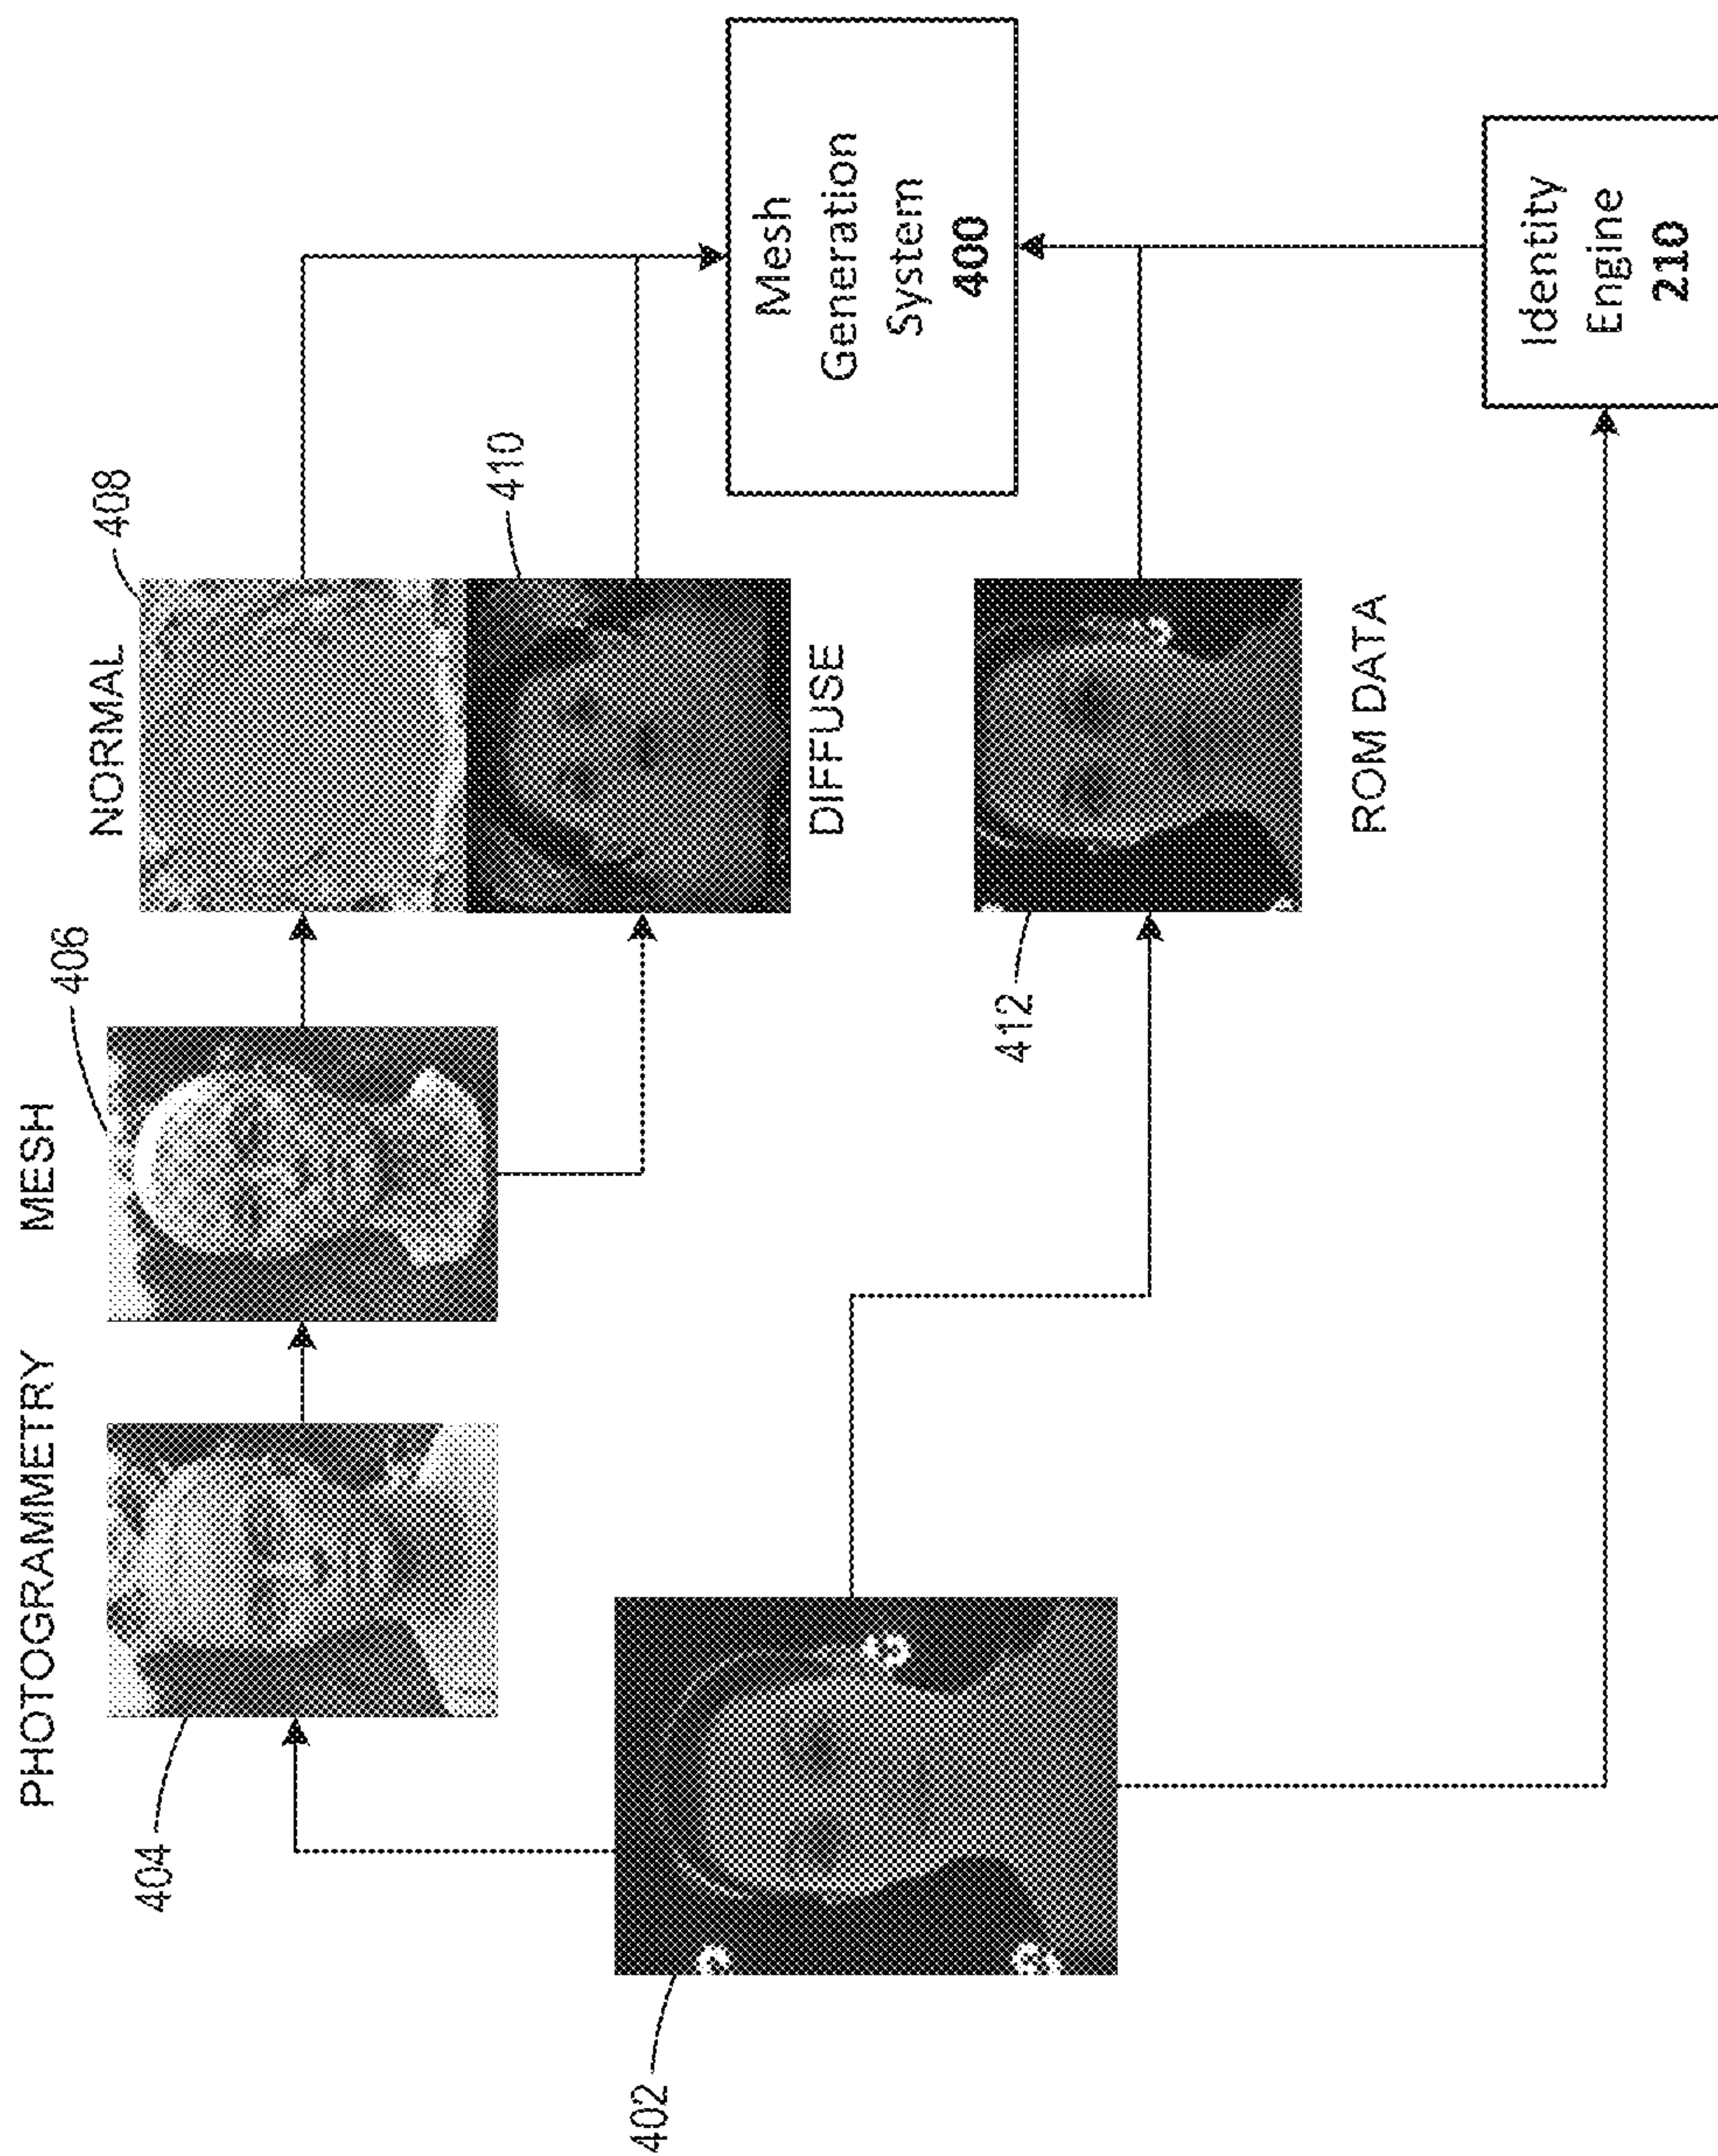 PHOTOGRAMMETRY
MESH
NORMAL
404
406
408
410
DIFFUSE
402
412
ROM DATA
Mesh
Generation
System
400
Identity
Engine
210